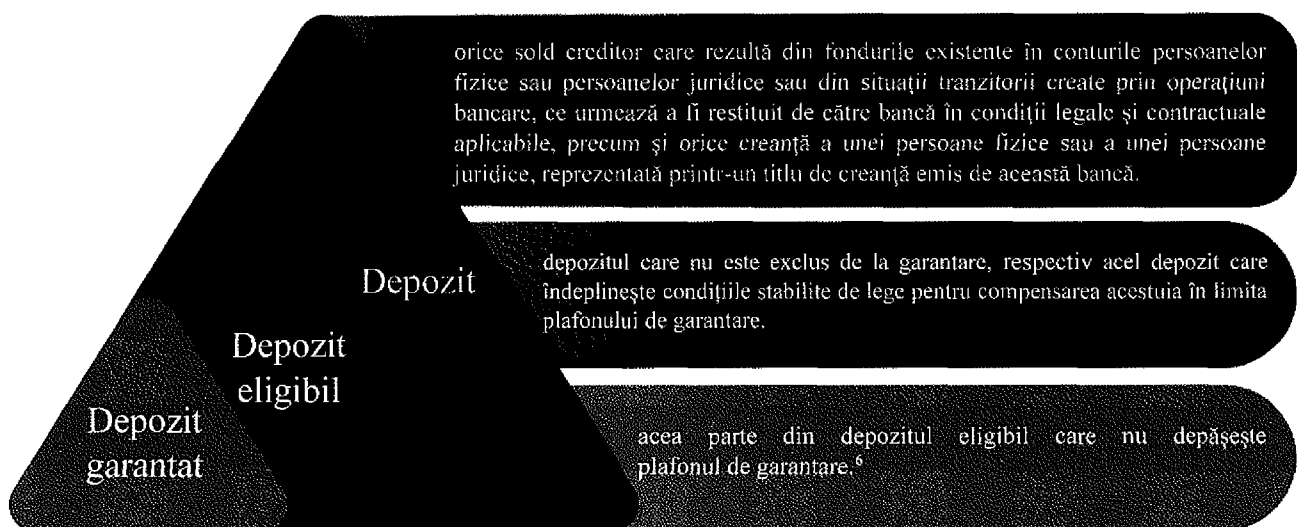 orice sold creditor care rezultă din fondurile existente în conturile persoanelor
fizice sau persoanelor juridice sau din situații tranzitorii create prin operațiuni
bancare, ce urmează a fi restituit de către bancă în condiții legale și contractuale
aplicabile, precum și orice creanță a unei persoane fizice sau a unei persoane
juridice, reprezentată printr-un titlu de creanță emis de această bancă.
Depozit
depozitul care nu este exclus de la garantare, respectiv acel depozit care
îndeplinește condițiile stabilite de lege pentru compensarea acestuia în limita
plafonului de garantare.
Depozit
eligibil
acea parte din depozitul eligibil care nu depășește
plafonul de garantare.⁶
Depozit
garantat